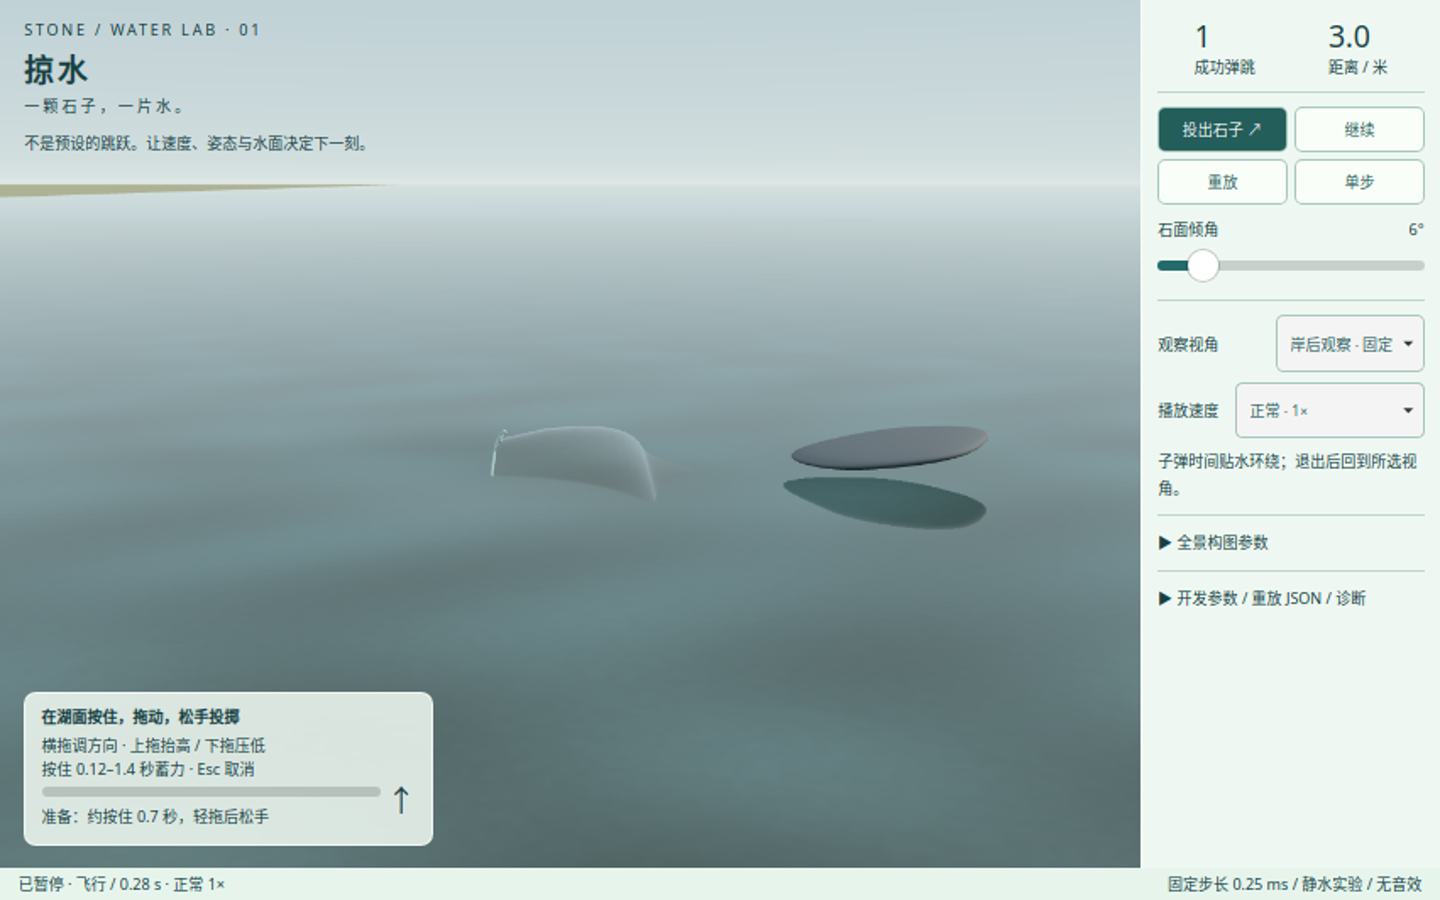 STONE / WATER LAB · 01
掠水
一颗石子，一片水。
不是预设的跳跃。让速度、姿态与水面决定下一刻。
1
成功弹跳
3.0
距离 / 米
投出石子 ↗
继续
重放
单步
石面倾角
6°
观察视角
岸后观察 · 固定
播放速度
正常 · 1×
子弹时间贴水环绕；退出后回到所选视
角。
▶ 全景构图参数
▶ 开发参数 / 重放 JSON / 诊断
在湖面按住，拖动，松手投掷
横拖调方向 · 上拖抬高 / 下拖压低
按住 0.12–1.4 秒蓄力 · Esc 取消
↑
准备：约按住 0.7 秒，轻拖后松手
已暂停 · 飞行 / 0.28 s · 正常 1×
固定步长 0.25 ms / 静水实验 / 无音效